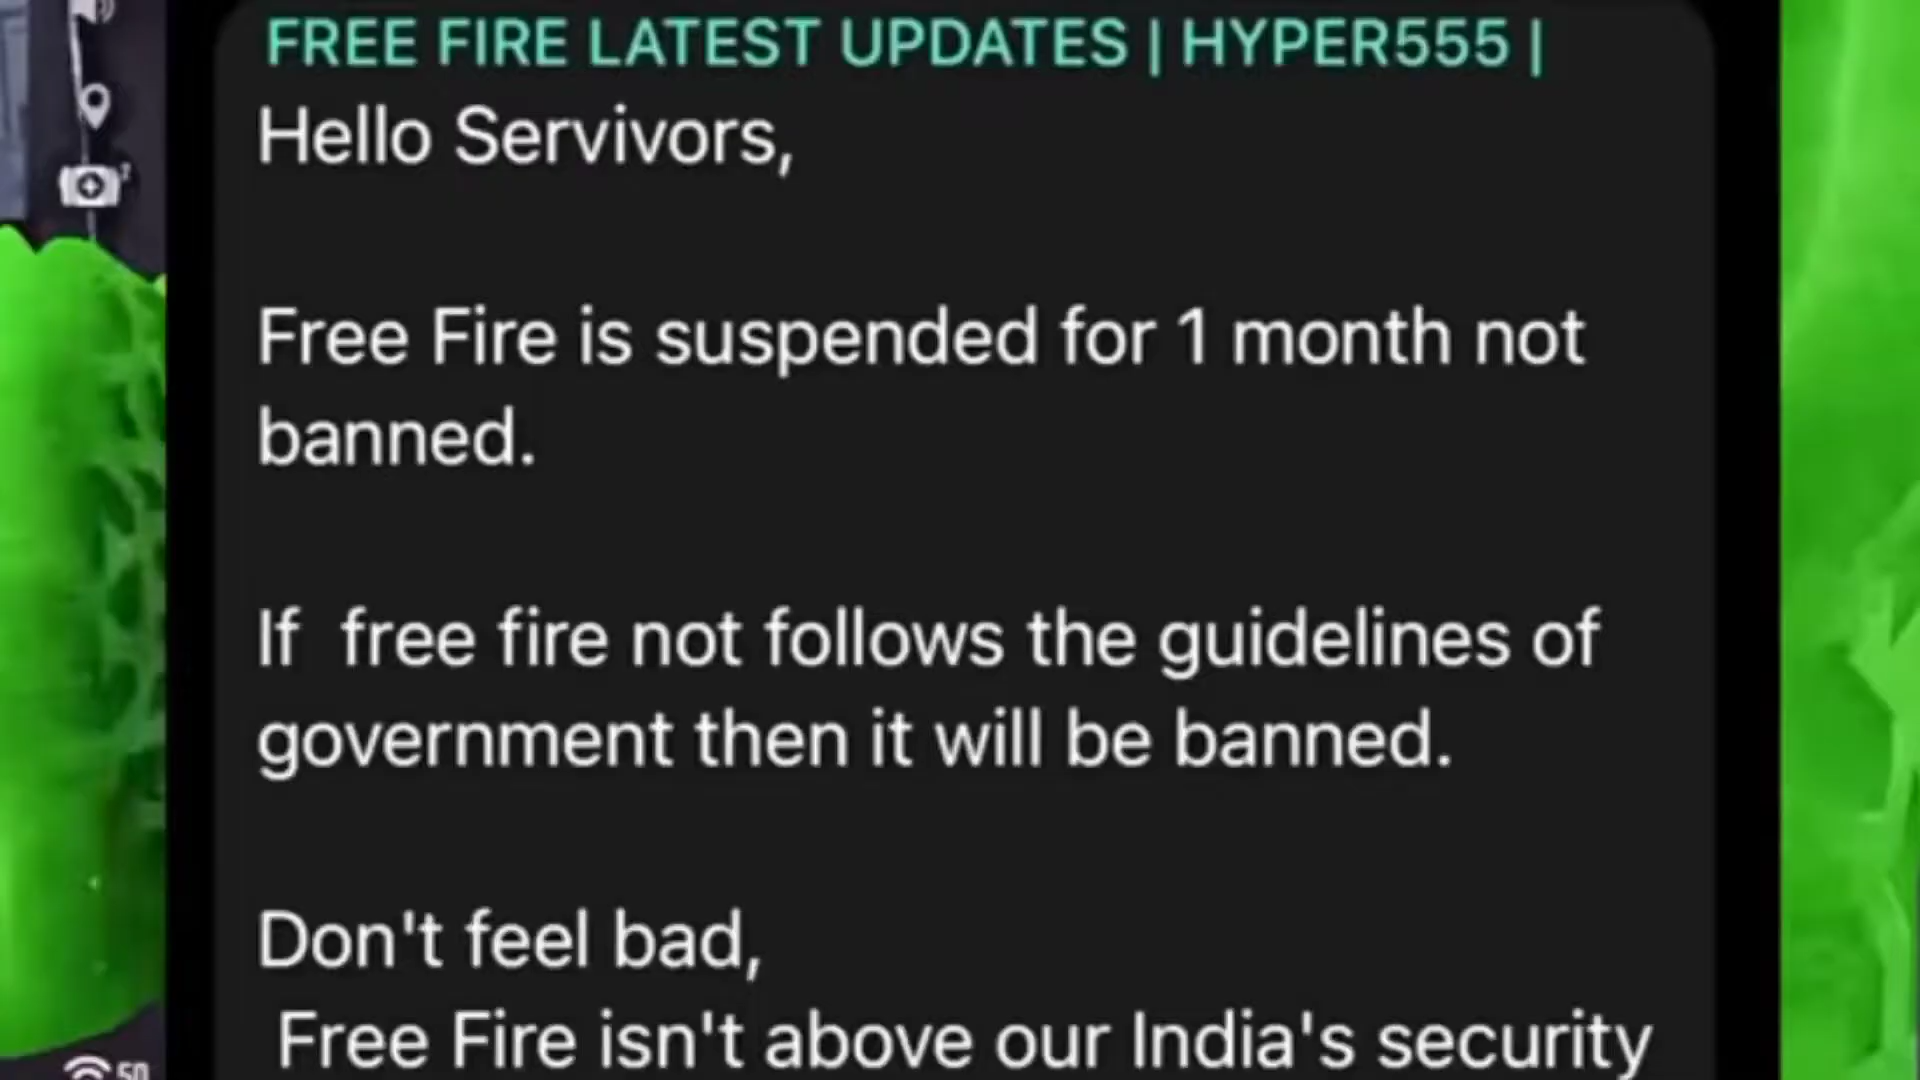 FREE FIRE LATEST UPDATES | HYPER555 |
Hello Servivors,
Free Fire is suspended for 1 month not
banned.
If free fire not follows the guidelines of
government then it will be banned.
Don't feel bad,
Free Fire isn't above our India's security
50